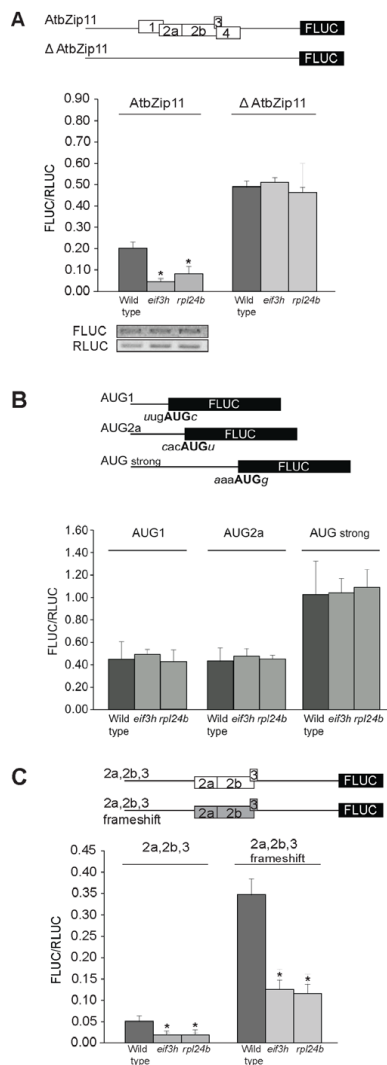 A
AtbZip11
1 2a 2b 3 4 FLUC
Δ AtbZip11
FLUC
AtbZip11 Δ AtbZip11
FLUC/RLUC
0.90
0.80
0.70
0.60
0.50
0.40
0.30
0.20
0.10
0.00
* *
Wild type eif3h rpl24b Wild type eif3h rpl24b
FLUC
RLUC
B
AUG1 FLUC
uugAUGc
AUG2a FLUC
cacAUGu
AUG strong FLUC
aaaAUGg
AUG1 AUG2a AUG strong
FLUC/RLUC
1.60
1.40
1.20
1.00
0.80
0.60
0.40
0.20
0.00
Wild type eif3h rpl24b Wild type eif3h rpl24b Wild type eif3h rpl24b
C
2a,2b,3 2a 2b 3 FLUC
2a,2b,3 frameshift 2a 2b 3 FLUC
2a,2b,3 2a,2b,3 frameshift
FLUC/RLUC
0.45
0.40
0.35
0.30
0.25
0.20
0.15
0.10
0.05
0.00
* * * *
Wild type eif3h rpl24b Wild type eif3h rpl24b